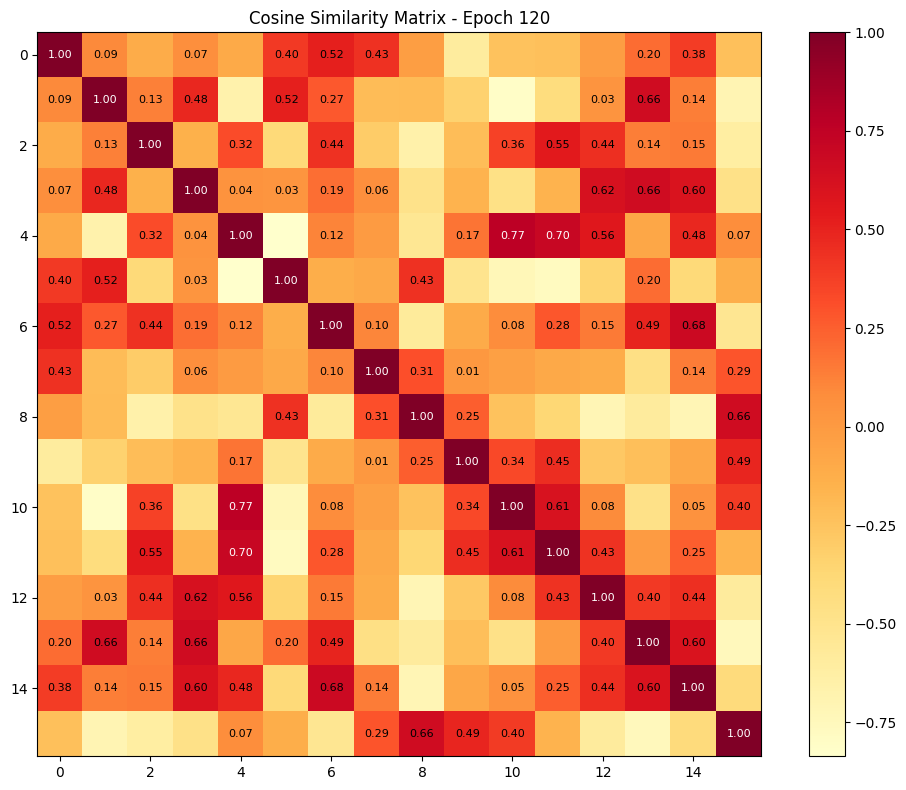 Cosine Similarity Matrix - Epoch 120
0 1.00 0.09 0.07 0.40 0.52 0.43 0.20 0.38
0.09 1.00 0.13 0.48 0.52 0.27 0.03 0.66 0.14
2 0.13 1.00 0.32 0.44 0.36 0.55 0.44 0.14 0.15
0.07 0.48 1.00 0.04 0.03 0.19 0.06 0.62 0.66 0.60
4 0.32 0.04 1.00 0.12 0.17 0.77 0.70 0.56 0.48 0.07
0.40 0.52 0.03 1.00 0.43 0.20
6 0.52 0.27 0.44 0.19 0.12 1.00 0.10 0.08 0.28 0.15 0.49 0.68
0.43 0.06 0.10 1.00 0.31 0.01 0.14 0.29
8 0.43 0.31 1.00 0.25 0.66
0.17 0.01 0.25 1.00 0.34 0.45 0.49
10 0.36 0.77 0.08 0.34 1.00 0.61 0.08 0.05 0.40
0.55 0.70 0.28 0.45 0.61 1.00 0.43 0.25
12 0.03 0.44 0.62 0.56 0.15 0.08 0.43 1.00 0.40 0.44
0.20 0.66 0.14 0.66 0.20 0.49 0.40 1.00 0.60
14 0.38 0.14 0.15 0.60 0.48 0.68 0.14 0.05 0.25 0.44 0.60 1.00
0.07 0.29 0.66 0.49 0.40 1.00
0 2 4 6 8 10 12 14
1.00
0.75
0.50
0.25
0.00
−0.25
−0.50
−0.75